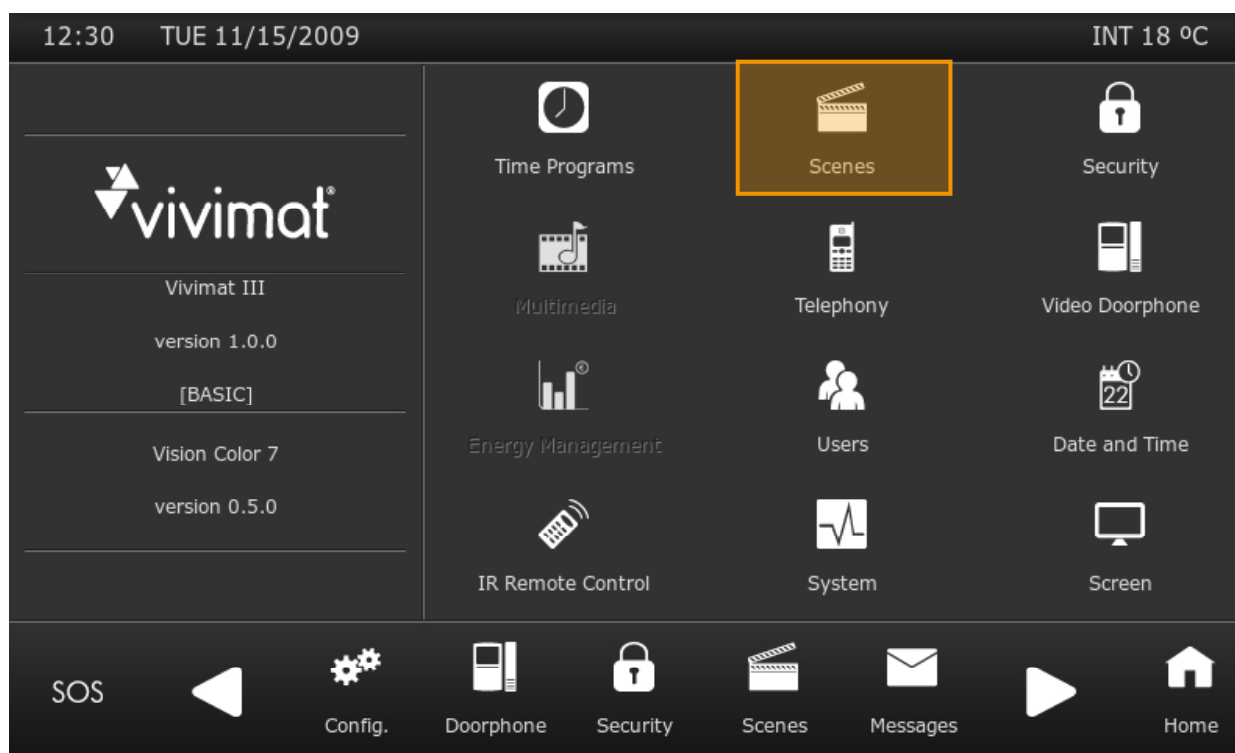 12:30 TUE 11/15/2009 INT 18 ºC
vivimat®
Vivimat III
version 1.0.0
[BASIC]
Vision Color 7
version 0.5.0
Time Programs
Scenes
Security
Multimedia
Telephony
Video Doorphone
Energy Management
Users
22
Date and Time
IR Remote Control
System
Screen
SOS
Config.
Doorphone
Security
Scenes
Messages
Home